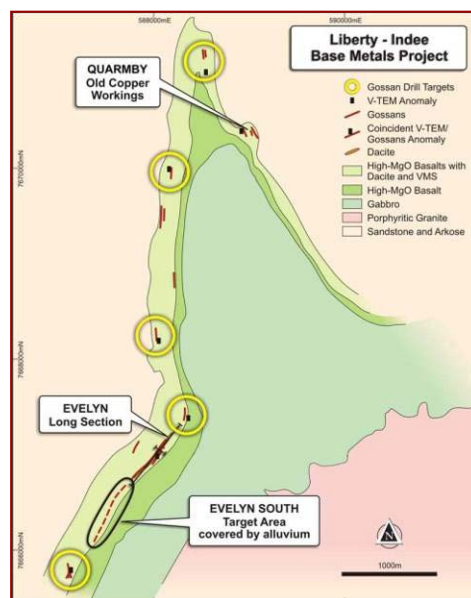 588000mE
590000mE
Liberty - Indee
Base Metals Project
QUARMBY
Old Copper
Workings
Gossan Drill Targets
V-TEM Anomaly
Gossans
Coincident V-TEM/
Gossans Anomaly
Dacite
High-MgO Basalts with
Dacite and VMS
High-MgO Basalt
Gabbro
Porphyritic Granite
Sandstone and Arkose
7670000mN
7668000mN
EVELYN
Long Section
EVELYN SOUTH
Target Area
covered by alluvium
7666000mN
N
1000m